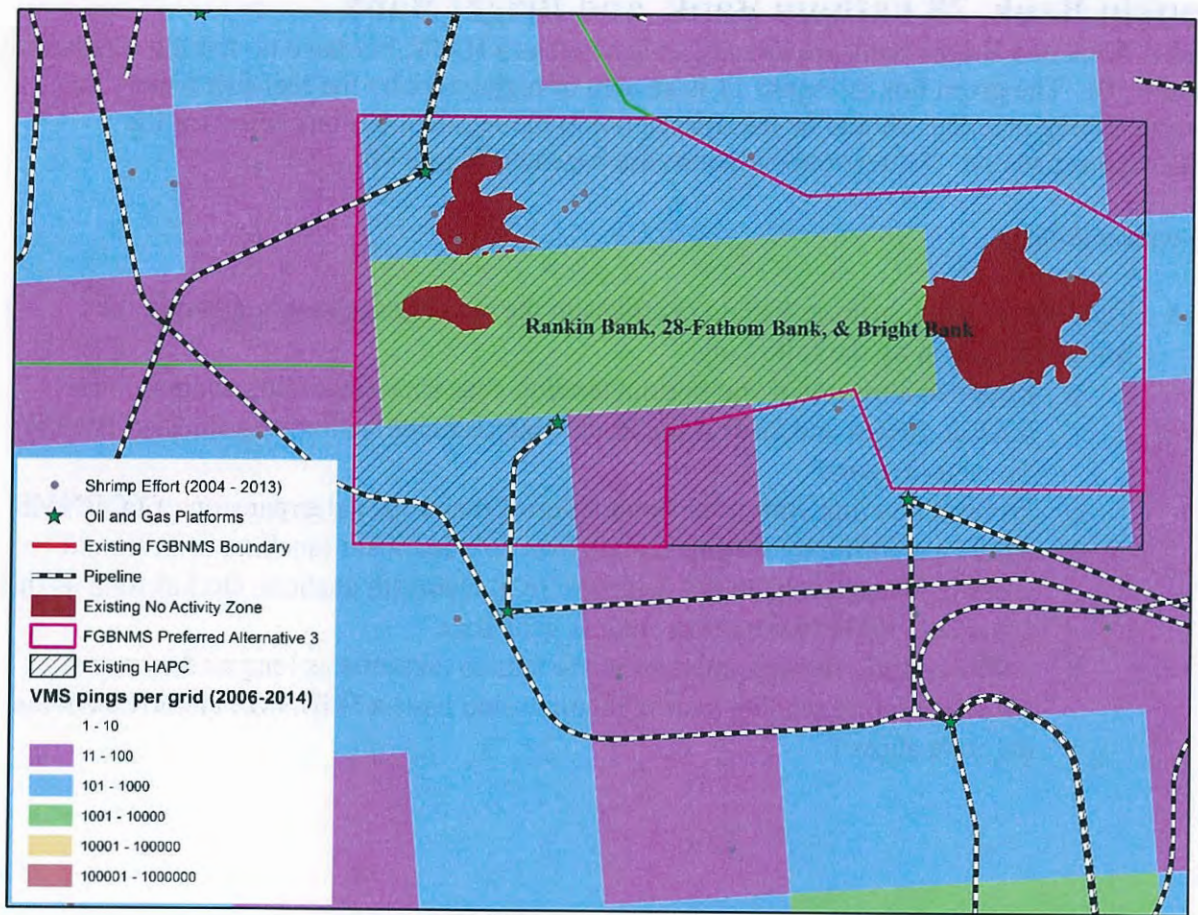 Rankin Bank, 28-Fathom Bank, & Bright Bank
Shrimp Effort (2004 - 2013)
Oil and Gas Platforms
Existing FGBNMS Boundary
Pipeline
Existing No Activity Zone
FGBNMS Preferred Alternative 3
Existing HAPC
VMS pings per grid (2006-2014)
1 - 10
11 - 100
101 - 1000
1001 - 10000
10001 - 100000
100001 - 1000000